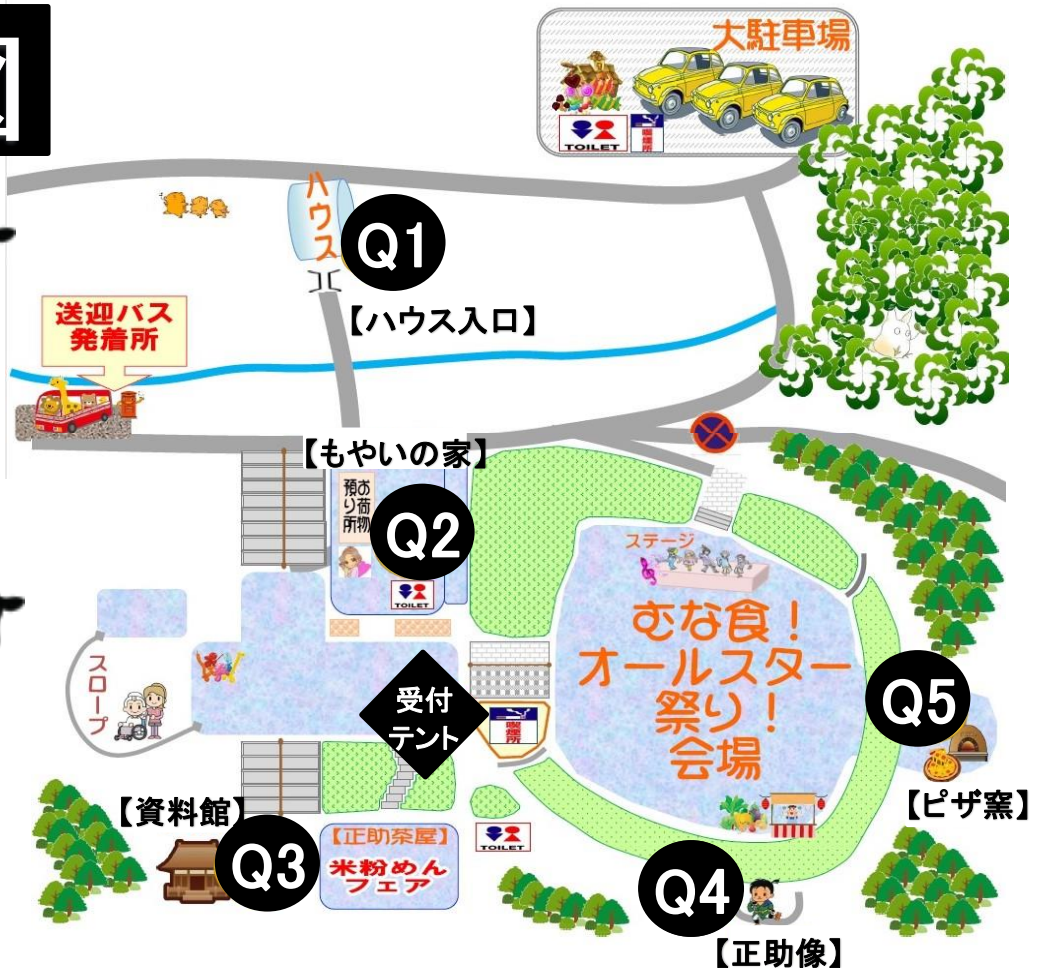 図
大駐車場
TOILET
喫煙所
ハウス
Q1
【ハウス入口】
送迎バス
発着所
【もやいの家】
お荷物
預り所
Q2
TOILET
ステージ
むな食!
オールスター
祭り!
会場
スロープ
受付
テント
喫煙所
Q5
【ピザ窯】
【資料館】
Q3
【正助茶屋】
米粉めん
フェア
TOILET
Q4
【正助像】